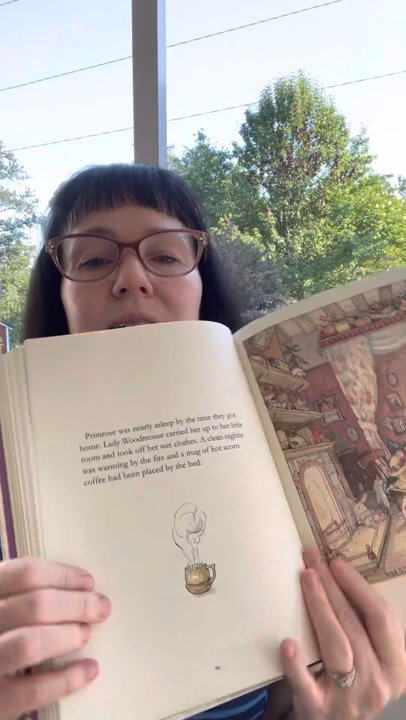 Primrose was nearly asleep by the time they got
home. Lady Woodmouse carried her up to her little
room and took off her wet clothes. A clean nightie
was warming by the fire and a mug of hot acorn
coffee had been placed by the bed.